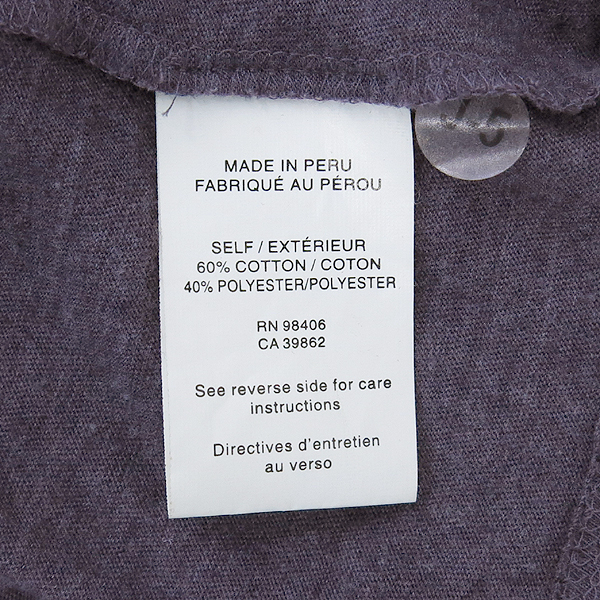 MADE IN PERU
FABRIQUÉ AU PÉROU
SELF / EXTÉRIEUR
60% COTTON / COTON
40% POLYESTER/POLYESTER
RN 98406
CA 39862
See reverse side for care
instructions
Directives d'entretien
au verso